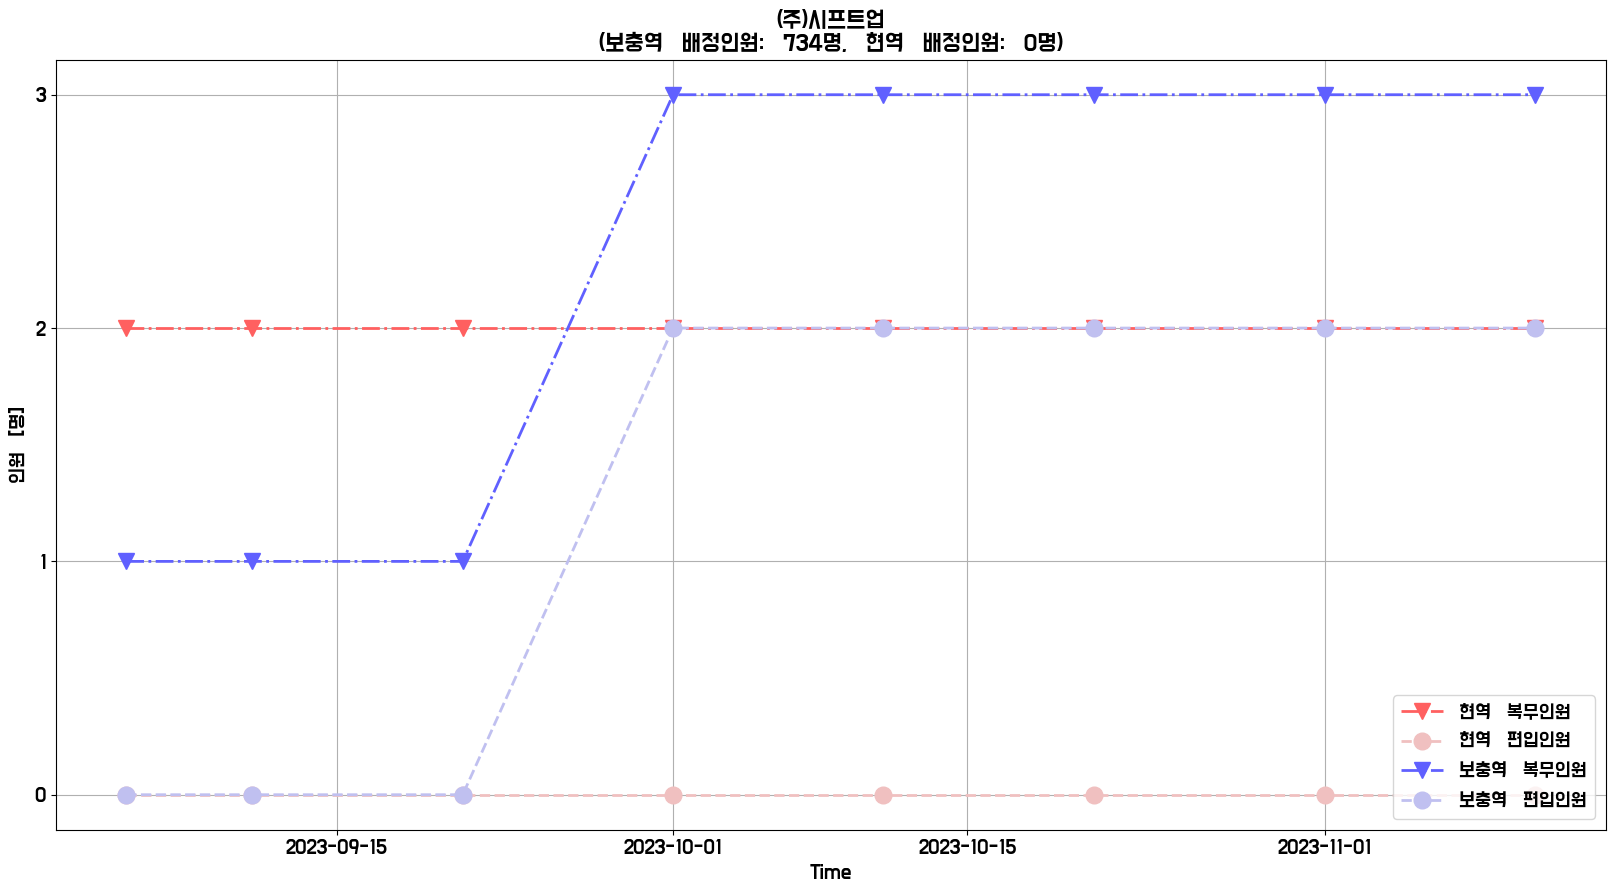 (주)시프트업
(보충역 배정인원: 734명, 현역 배정인원: 0명)
3
2
1
0
인원 [명]
2023-09-15
2023-10-01
2023-10-15
2023-11-01
Time
현역 복무인원
현역 편입인원
보충역 복무인원
보충역 편입인원